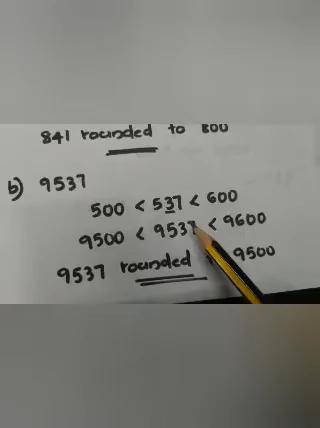 841 rounded to 800
b) 9537
500 < 537 < 600
9500 < 9537 < 9600
9537 rounded 9500